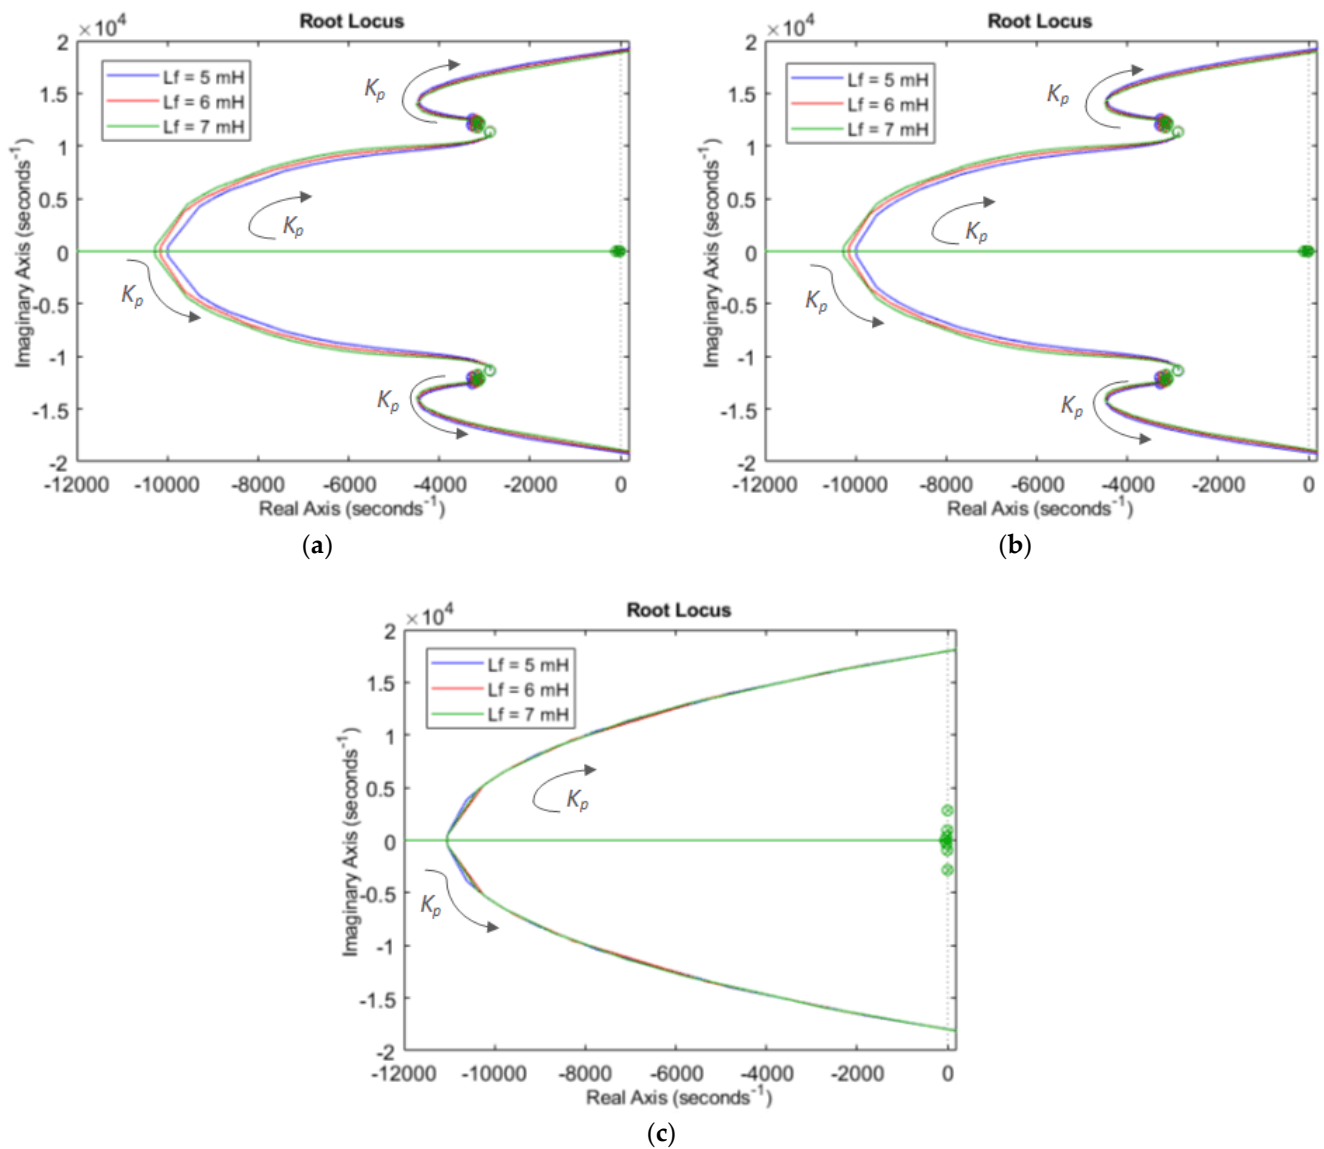 Root Locus
×10⁴
2
1.5
1
0.5
0
-0.5
-1
-1.5
-2
Imaginary Axis (seconds⁻¹)
Lf = 5 mH
Lf = 6 mH
Lf = 7 mH
Kp
Kp
Kp
Kp
-12000 -10000 -8000 -6000 -4000 -2000 0
Real Axis (seconds⁻¹)
(a)
Root Locus
×10⁴
2
1.5
1
0.5
0
-0.5
-1
-1.5
-2
Imaginary Axis (seconds⁻¹)
Lf = 5 mH
Lf = 6 mH
Lf = 7 mH
Kp
Kp
Kp
Kp
-12000 -10000 -8000 -6000 -4000 -2000 0
Real Axis (seconds⁻¹)
(b)
Root Locus
×10⁴
2
1.5
1
0.5
0
-0.5
-1
-1.5
-2
Imaginary Axis (seconds⁻¹)
Lf = 5 mH
Lf = 6 mH
Lf = 7 mH
Kp
Kp
-12000 -10000 -8000 -6000 -4000 -2000 0
Real Axis (seconds⁻¹)
(c)